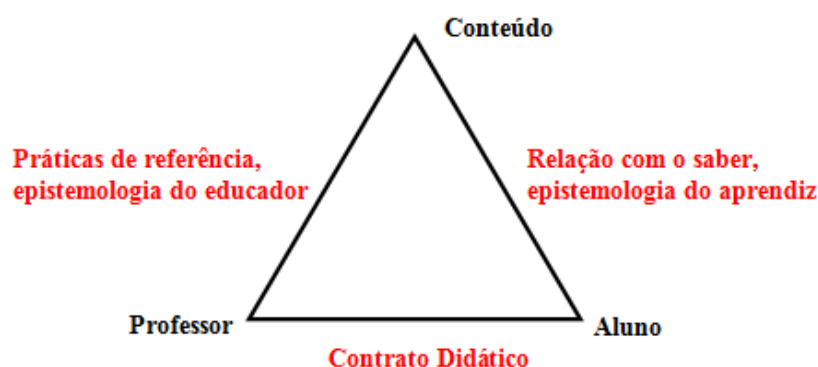 Conteúdo
Práticas de referência,
epistemologia do educador
Relação com o saber,
epistemologia do aprendiz
Professor
Aluno
Contrato Didático